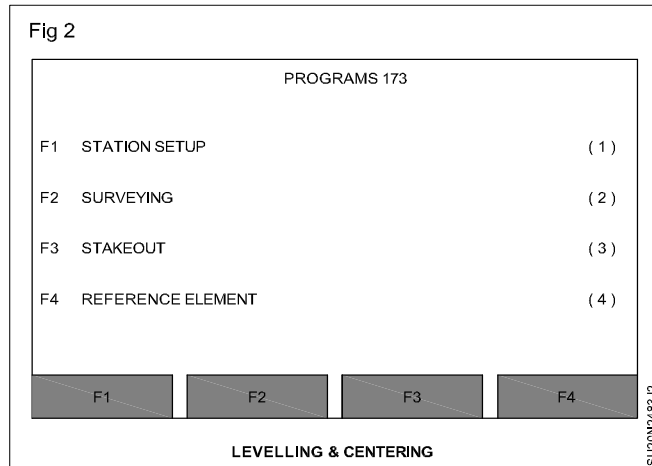 Fig 2
PROGRAMS 173
F1 STATION SETUP ( 1 )
F2 SURVEYING ( 2 )
F3 STAKEOUT ( 3 )
F4 REFERENCE ELEMENT ( 4 )
F1 F2 F3 F4
LEVELLING & CENTERING